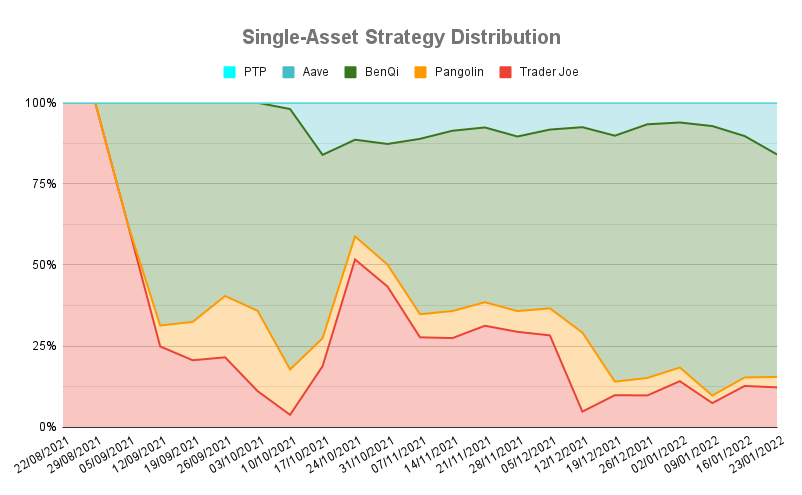 Single-Asset Strategy Distribution
PTP Aave BenQi Pangolin Trader Joe
100%
75%
50%
25%
0%
22/08/2021 29/08/2021 05/09/2021 12/09/2021 19/09/2021 26/09/2021 03/10/2021 10/10/2021 17/10/2021 24/10/2021 31/10/2021 07/11/2021 14/11/2021 21/11/2021 28/11/2021 05/12/2021 12/12/2021 19/12/2021 26/12/2021 02/01/2022 09/01/2022 16/01/2022 23/01/2022